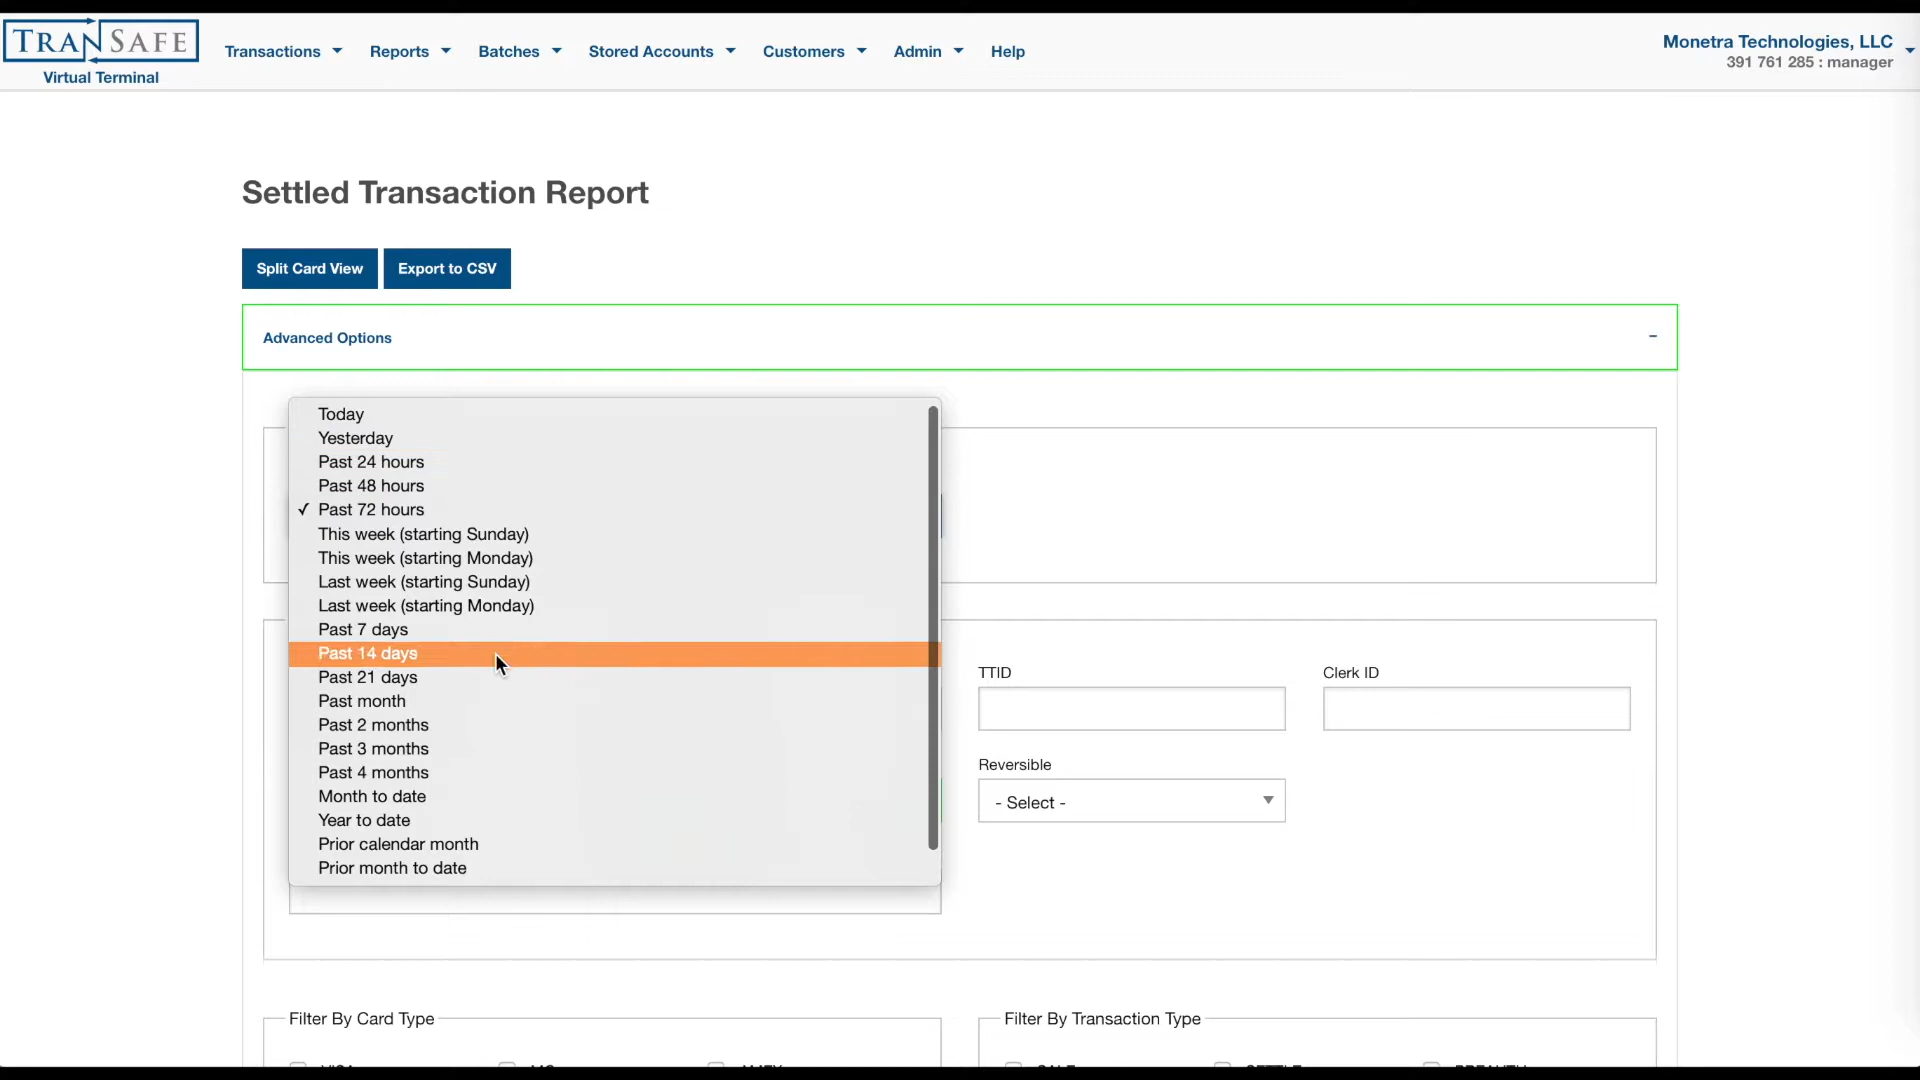 TRANSAFE
Virtual Terminal
Transactions
Reports
Batches
Stored Accounts
Customers
Admin
Help
Monetra Technologies, LLC
391 761 285 : manager
Settled Transaction Report
Split Card View
Export to CSV
Advanced Options
Today
Yesterday
Past 24 hours
Past 48 hours
✓ Past 72 hours
This week (starting Sunday)
This week (starting Monday)
Last week (starting Sunday)
Last week (starting Monday)
Past 7 days
Past 14 days
Past 21 days
Past month
Past 2 months
Past 3 months
Past 4 months
Month to date
Year to date
Prior calendar month
Prior month to date
TTID
Clerk ID
Reversible
- Select -
Filter By Card Type
Filter By Transaction Type